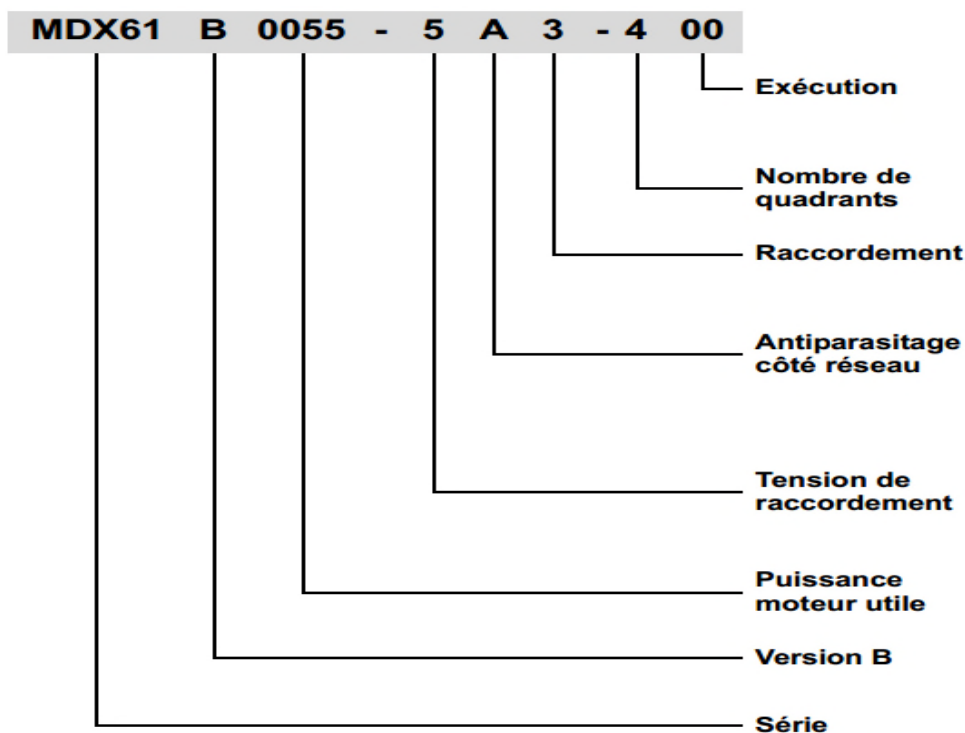 MDX61 B 0055 - 5 A 3 - 4 00
Exécution
Nombre de
quadrants
Raccordement
Antiparasitage
côté réseau
Tension de
raccordement
Puissance
moteur utile
Version B
Série